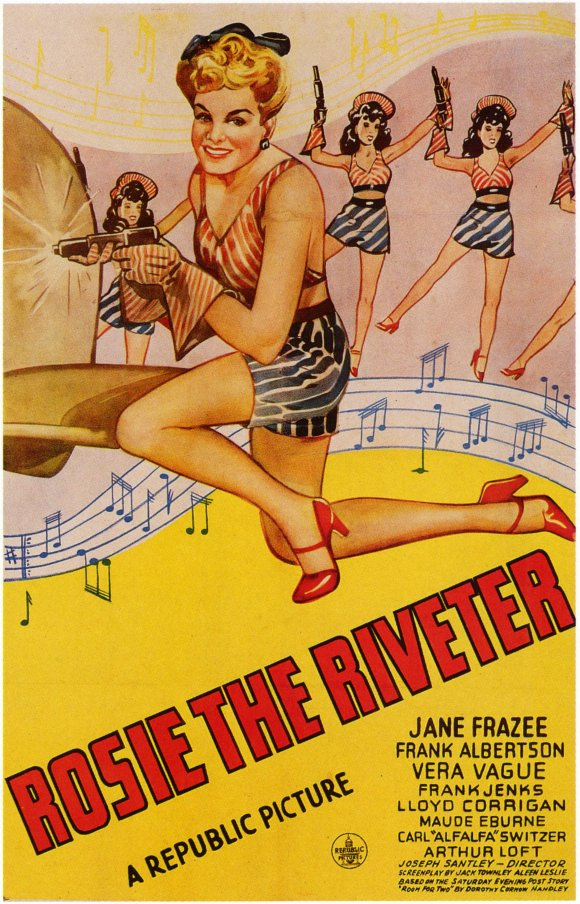 ROSIE THE RIVETER
A REPUBLIC PICTURE
REPUBLIC
PICTURES
JANE FRAZEE
FRANK ALBERTSON
VERA VAGUE
FRANK JENKS
LLOYD CORRIGAN
MAUDE EBURNE
CARL "ALFALFA" SWITZER
ARTHUR LOFT
JOSEPH SANTLEY — DIRECTOR
SCREENPLAY BY JACK TOWNLEY ALEEN LESLIE
BASED ON THE SATURDAY EVENING POST STORY
"ROOM FOR TWO" BY DOROTHY CURNOW HANDLEY